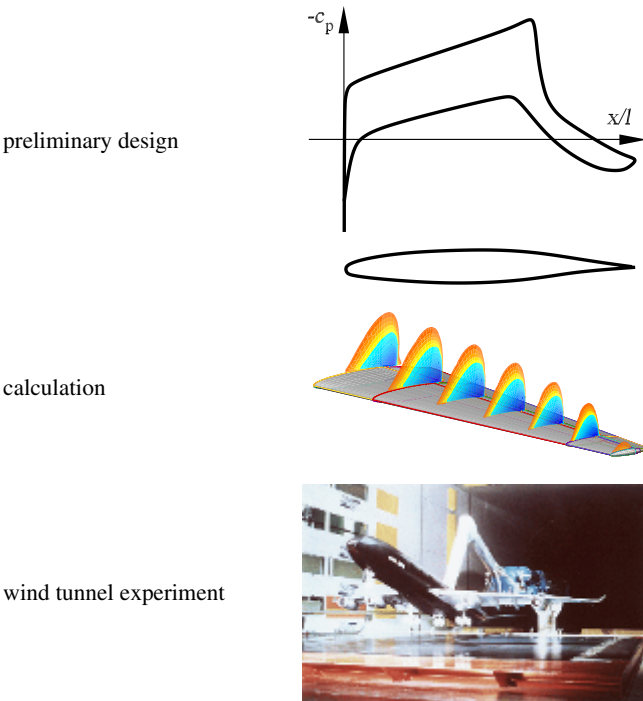 -cp
x/l
preliminary design
calculation
wind tunnel experiment